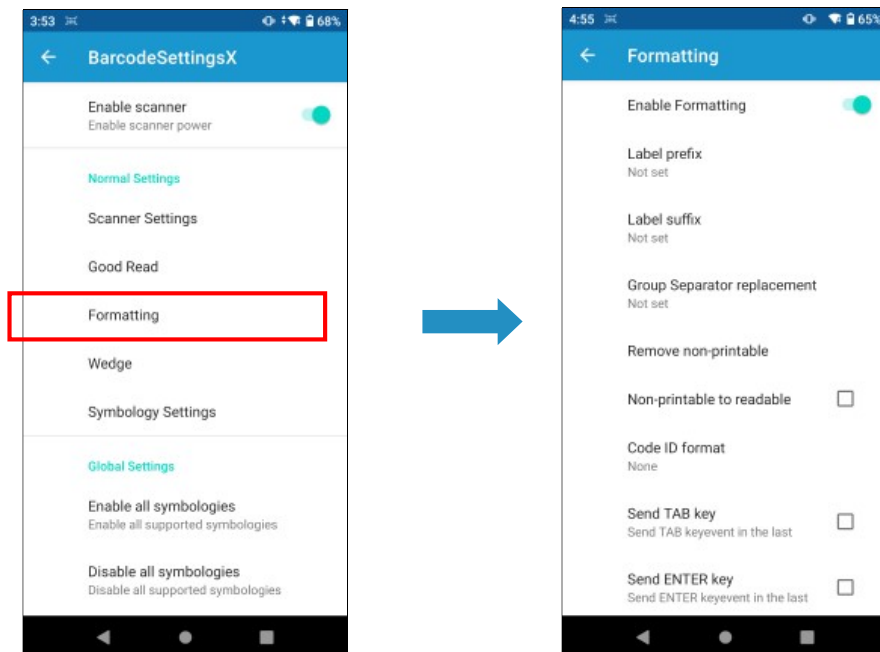 3:53
68%
BarcodeSettingsX
Enable scanner
Enable scanner power
Normal Settings
Scanner Settings
Good Read
Formatting
Wedge
Symbology Settings
Global Settings
Enable all symbologies
Enable all supported symbologies
Disable all symbologies
Disable all supported symbologies
4:55
65%
Formatting
Enable Formatting
Label prefix
Not set
Label suffix
Not set
Group Separator replacement
Not set
Remove non-printable
Non-printable to readable
Code ID format
None
Send TAB key
Send TAB keyevent in the last
Send ENTER key
Send ENTER keyevent in the last